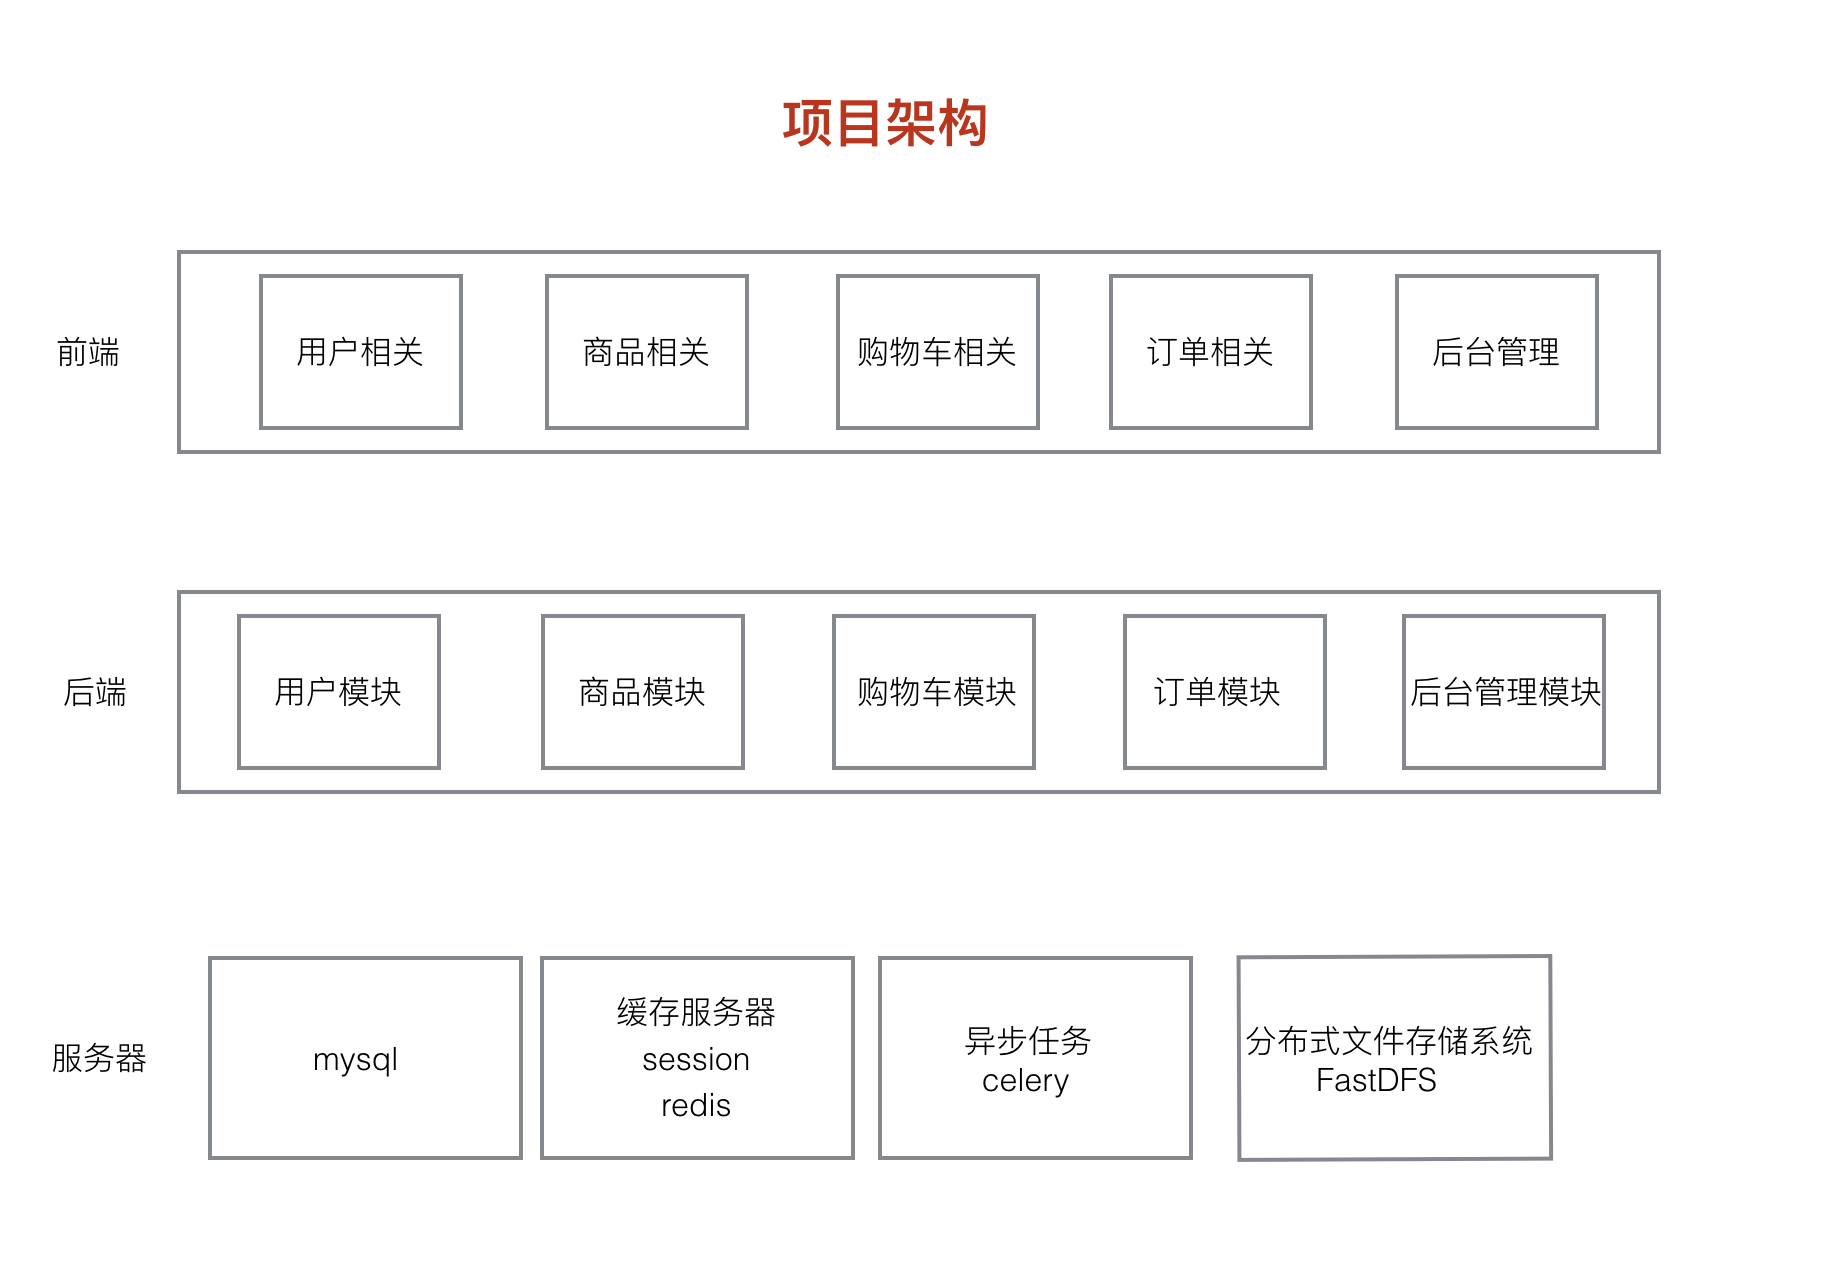 项目架构
前端
用户相关
商品相关
购物车相关
订单相关
后台管理
后端
用户模块
商品模块
购物车模块
订单模块
后台管理模块
服务器
mysql
缓存服务器
session
redis
异步任务
celery
分布式文件存储系统
FastDFS